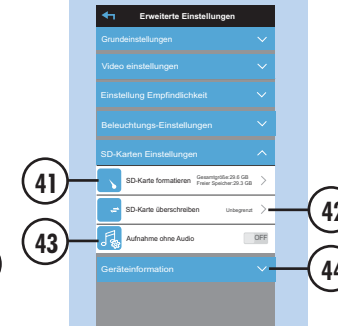 Erweiterte Einstellungen
Grundeinstellungen
Video einstellungen
Einstellung Empfindlichkeit
Beleuchtungs-Einstellungen
SD-Karten Einstellungen
41
SD-Karte formatieren Gesamtgröße:29.6 GB
Freier Speicher:29.3 GB
SD-Karte überschreiben Unbegrenzt
42
43
Aufnahme ohne Audio OFF
Geräteinformation
44